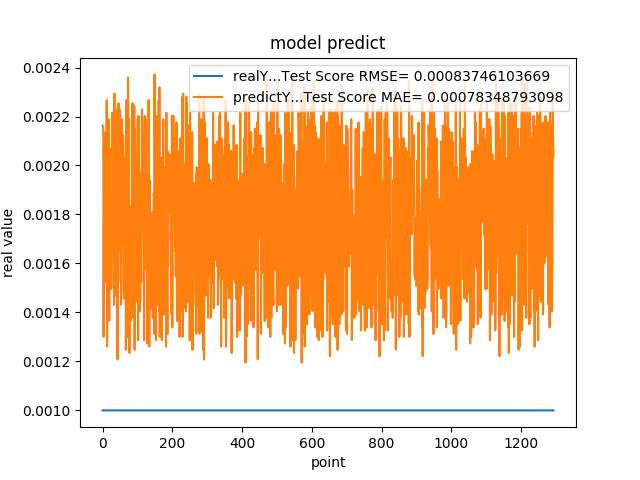 model predict
realY...Test Score RMSE= 0.00083746103669
predictY...Test Score MAE= 0.00078348793098
0.0024
0.0022
0.0020
0.0018
0.0016
0.0014
0.0012
0.0010
real value
0 200 400 600 800 1000 1200
point